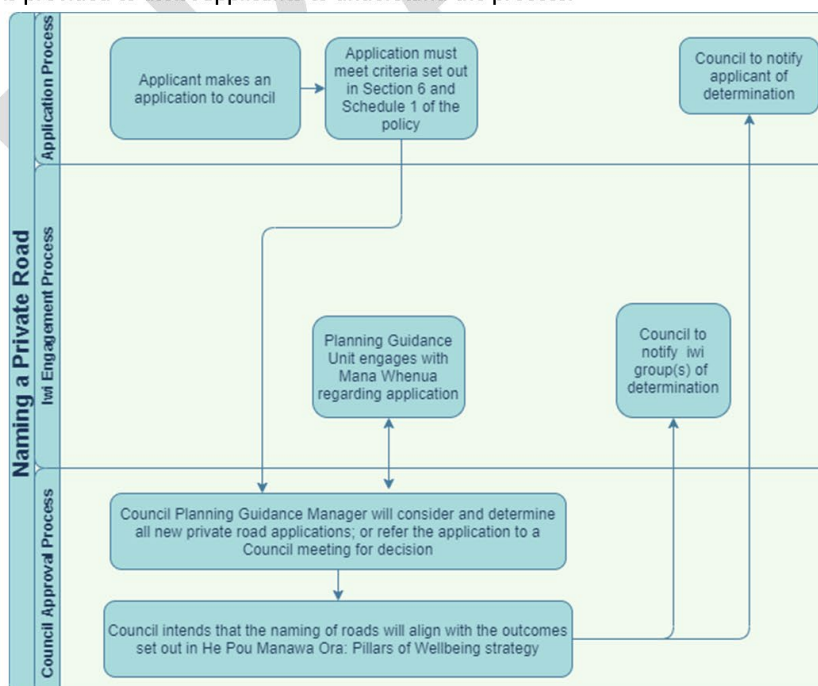 Naming a Private Road
Application Process
Applicant makes an
application to council
Application must
meet criteria set out
in Section 6 and
Schedule 1 of the
policy
Council to notify
applicant of
determination
Iwi Engagement Process
Planning Guidance
Unit engages with
Mana Whenua
regarding application
Council to
notify iwi
group(s) of
determination
Council Approval Process
Council Planning Guidance Manager will consider and determine
all new private road applications; or refer the application to a
Council meeting for decision
Council intends that the naming of roads will align with the outcomes
set out in He Pou Manawa Ora: Pillars of Wellbeing strategy